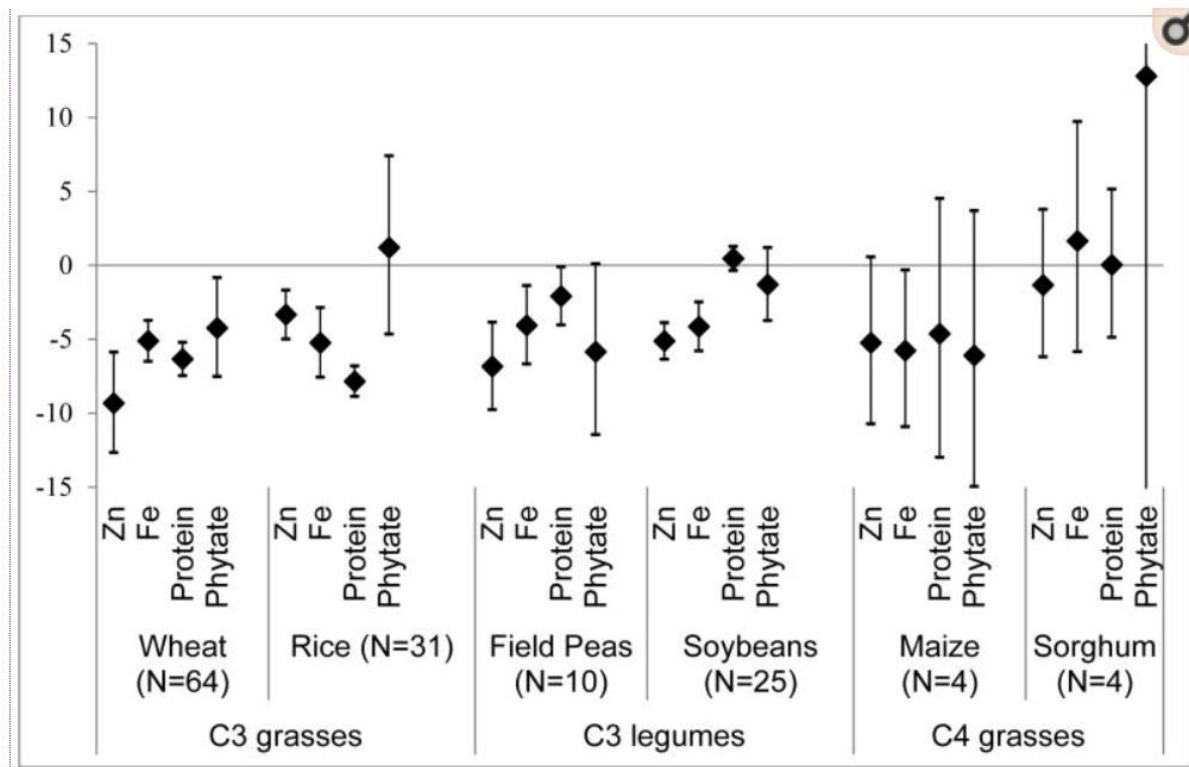 15
10
5
0
-5
-10
-15
Zn
Fe
Protein
Phytate
Zn
Fe
Protein
Phytate
Zn
Fe
Protein
Phytate
Zn
Fe
Protein
Phytate
Zn
Fe
Protein
Phytate
Zn
Fe
Protein
Phytate
Wheat
(N=64)
Rice (N=31)
Field Peas
(N=10)
Soybeans
(N=25)
Maize
(N=4)
Sorghum
(N=4)
C3 grasses
C3 legumes
C4 grasses